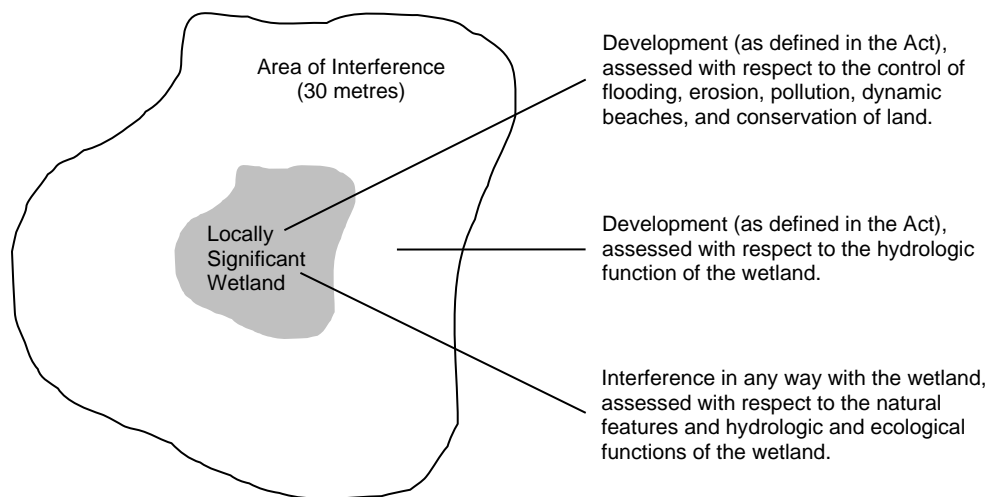 Area of Interference
(30 metres)
Locally
Significant
Wetland
Development (as defined in the Act),
assessed with respect to the control of
flooding, erosion, pollution, dynamic
beaches, and conservation of land.
Development (as defined in the Act),
assessed with respect to the hydrologic
function of the wetland.
Interference in any way with the wetland,
assessed with respect to the natural
features and hydrologic and ecological
functions of the wetland.